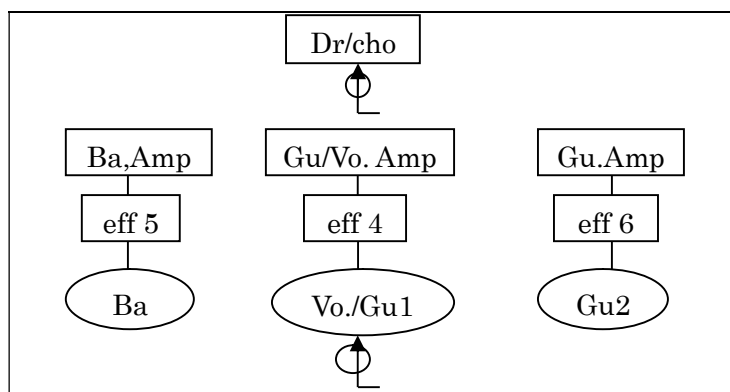 Dr/cho
Ba,Amp
Gu/Vo. Amp
Gu.Amp
eff 5
eff 4
eff 6
Ba
Vo./Gu1
Gu2